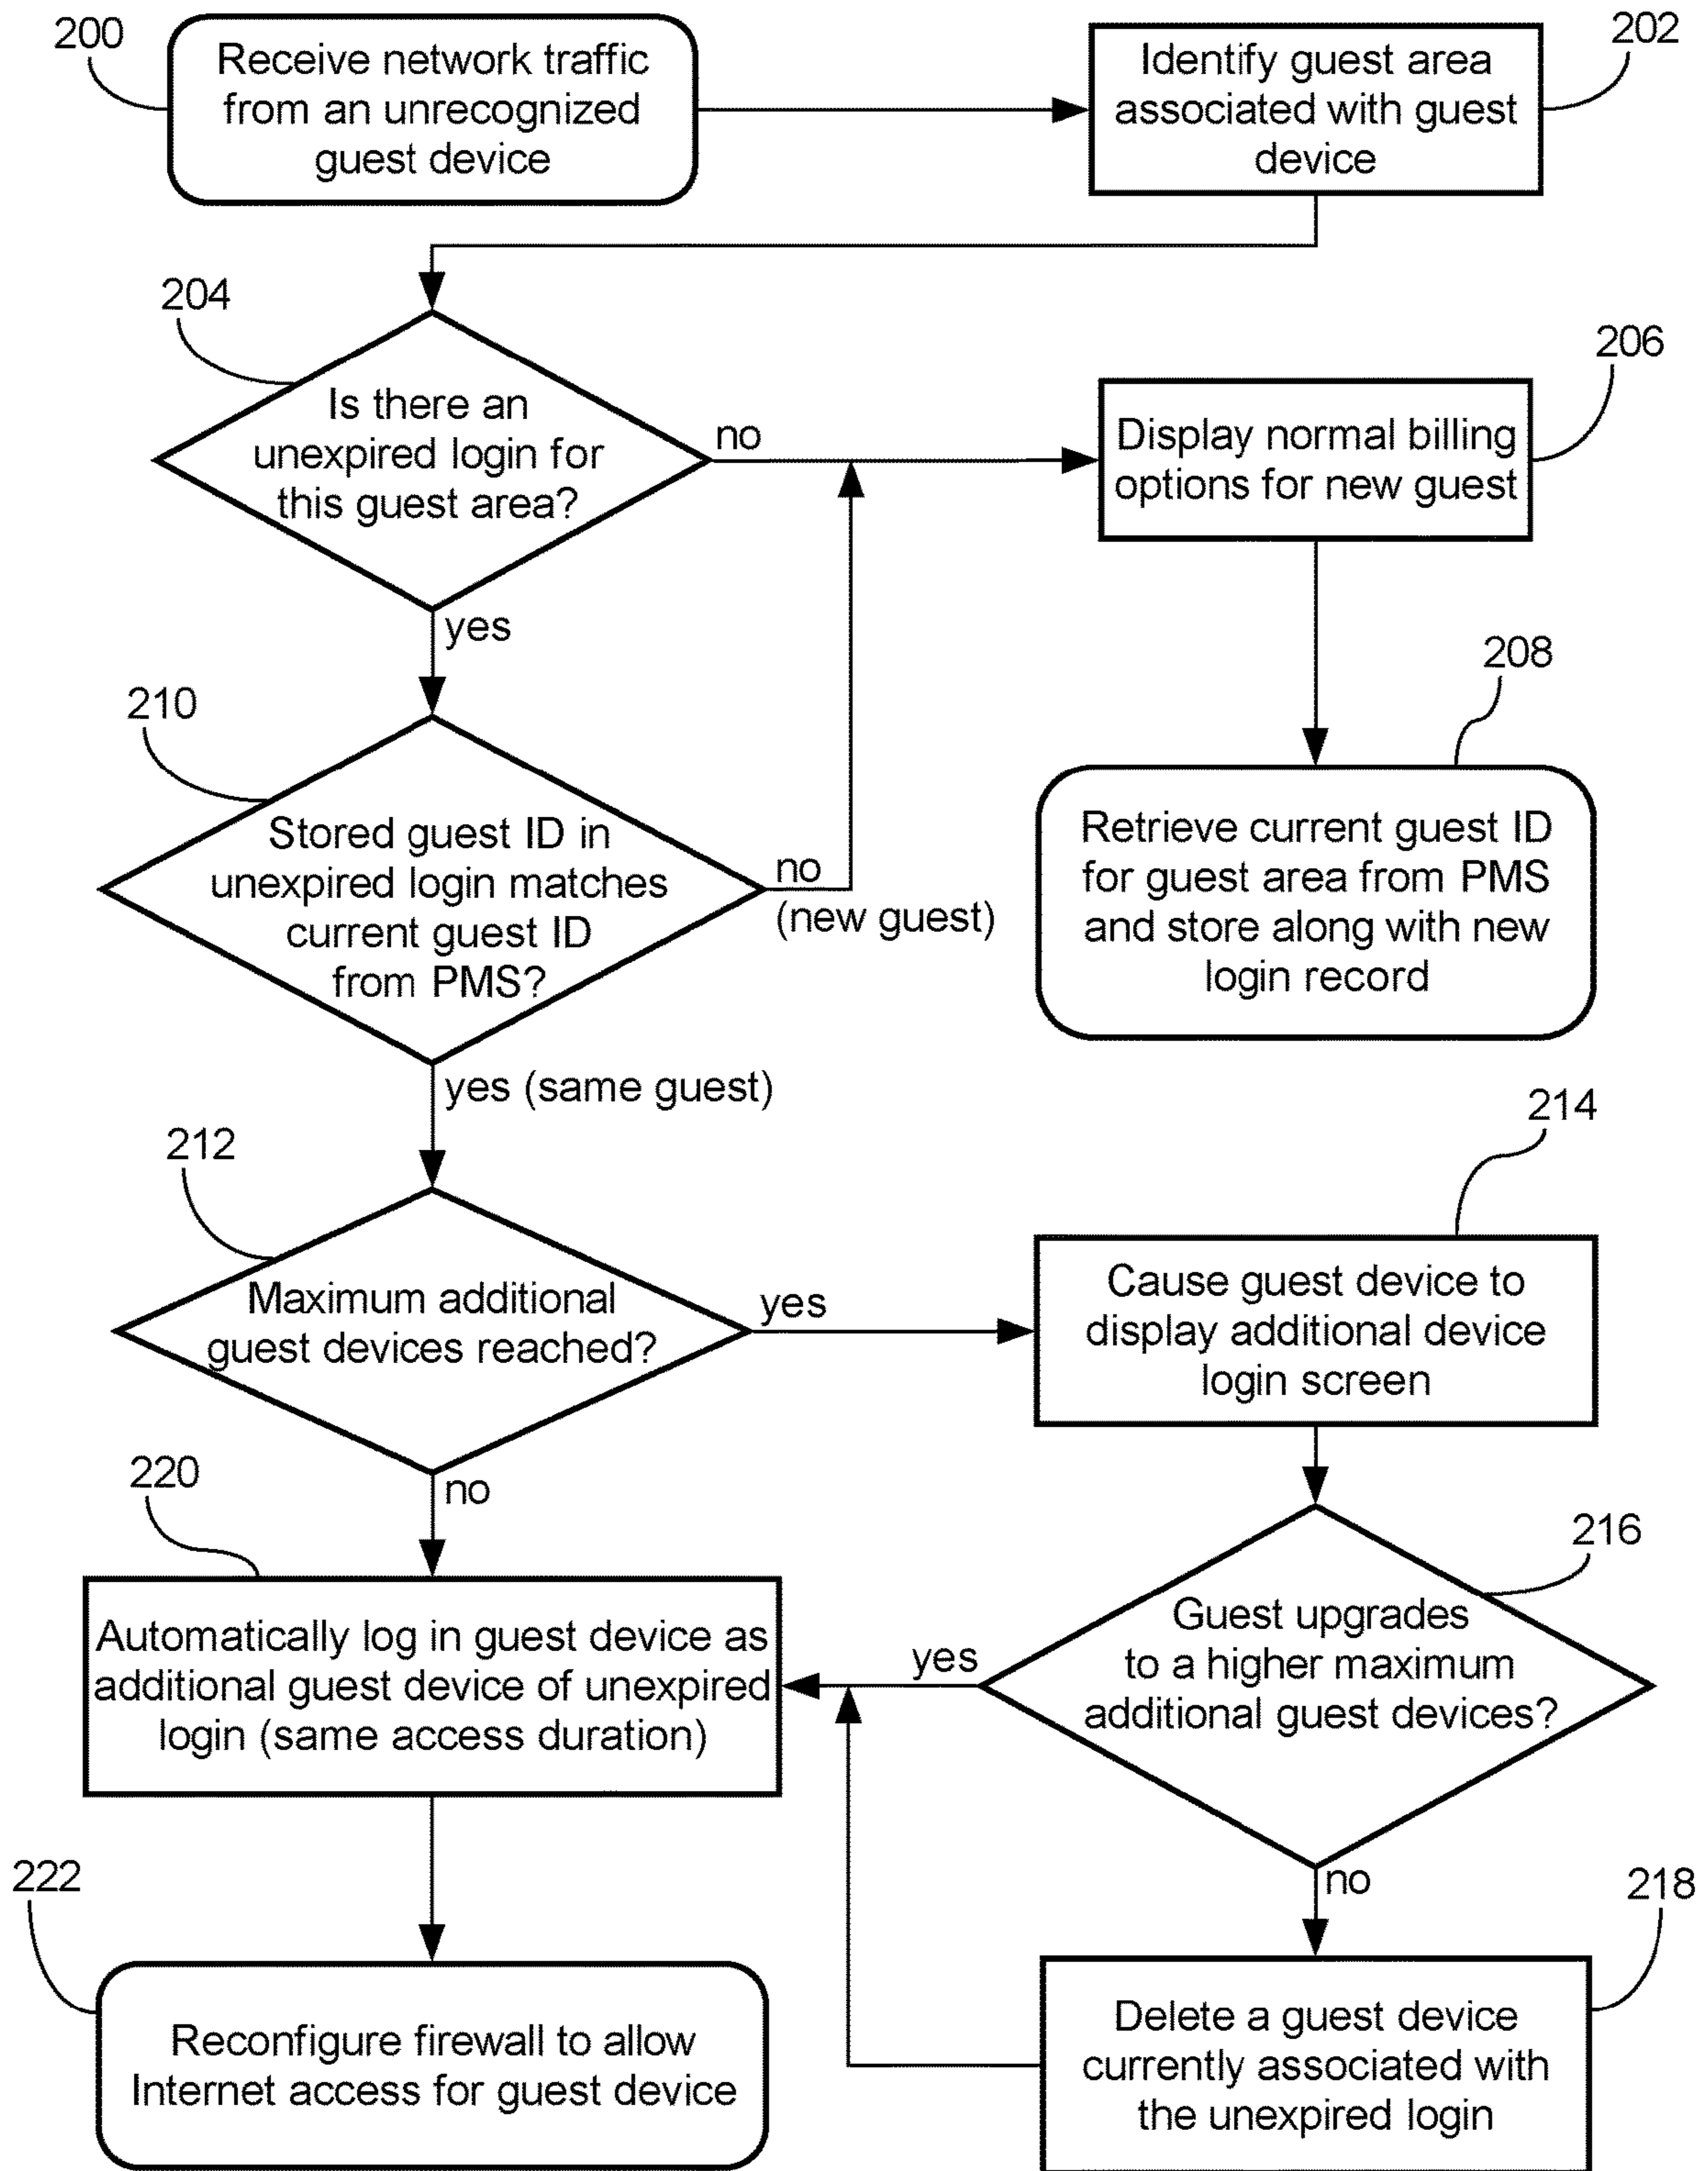 200
Receive network traffic
from an unrecognized
guest device
202
Identify guest area
associated with guest
device
204
Is there an
unexpired login for
this guest area?
no
yes
206
Display normal billing
options for new guest
208
Retrieve current guest ID
for guest area from PMS
and store along with new
login record
210
Stored guest ID in
unexpired login matches
current guest ID
from PMS?
no
(new guest)
yes (same guest)
212
Maximum additional
guest devices reached?
yes
no
214
Cause guest device to
display additional device
login screen
216
Guest upgrades
to a higher maximum
additional guest devices?
yes
no
218
Delete a guest device
currently associated with
the unexpired login
220
Automatically log in guest device as
additional guest device of unexpired
login (same access duration)
222
Reconfigure firewall to allow
Internet access for guest device